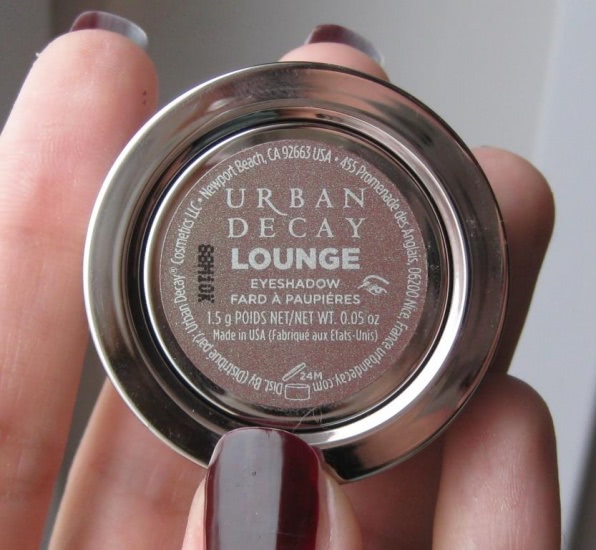 URBAN
DECAY
LOUNGE
EYESHADOW
FARD À PAUPIÈRES
1.5 g POIDS NET/NET WT. 0.05 oz
Made in USA (Fabriqué aux Etats-Unis)
24M
Dist. By (Distribué par), Urban Decay® Cosmetics LLC • Newport Beach, CA 92663 USA • 455 Promenade des Anglais, 06200 Nice, France urbandecay.com
88M10X